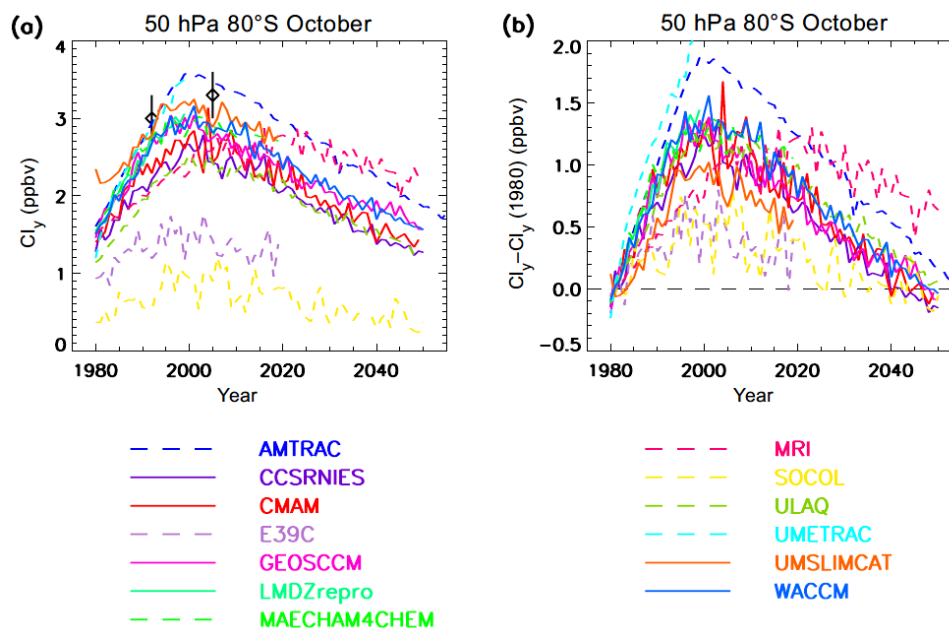 (a)
50 hPa 80°S October
4
3
2
1
0
Cly (ppbv)
1980 2000 2020 2040
Year
(b)
50 hPa 80°S October
2.0
1.5
1.0
0.5
0.0
−0.5
Cly−Cly (1980) (ppbv)
1980 2000 2020 2040
Year
AMTRAC
CCSRNIES
CMAM
E39C
GEOSCCM
LMDZrepro
MAECHAM4CHEM
MRI
SOCOL
ULAQ
UMETRAC
UMSLIMCAT
WACCM